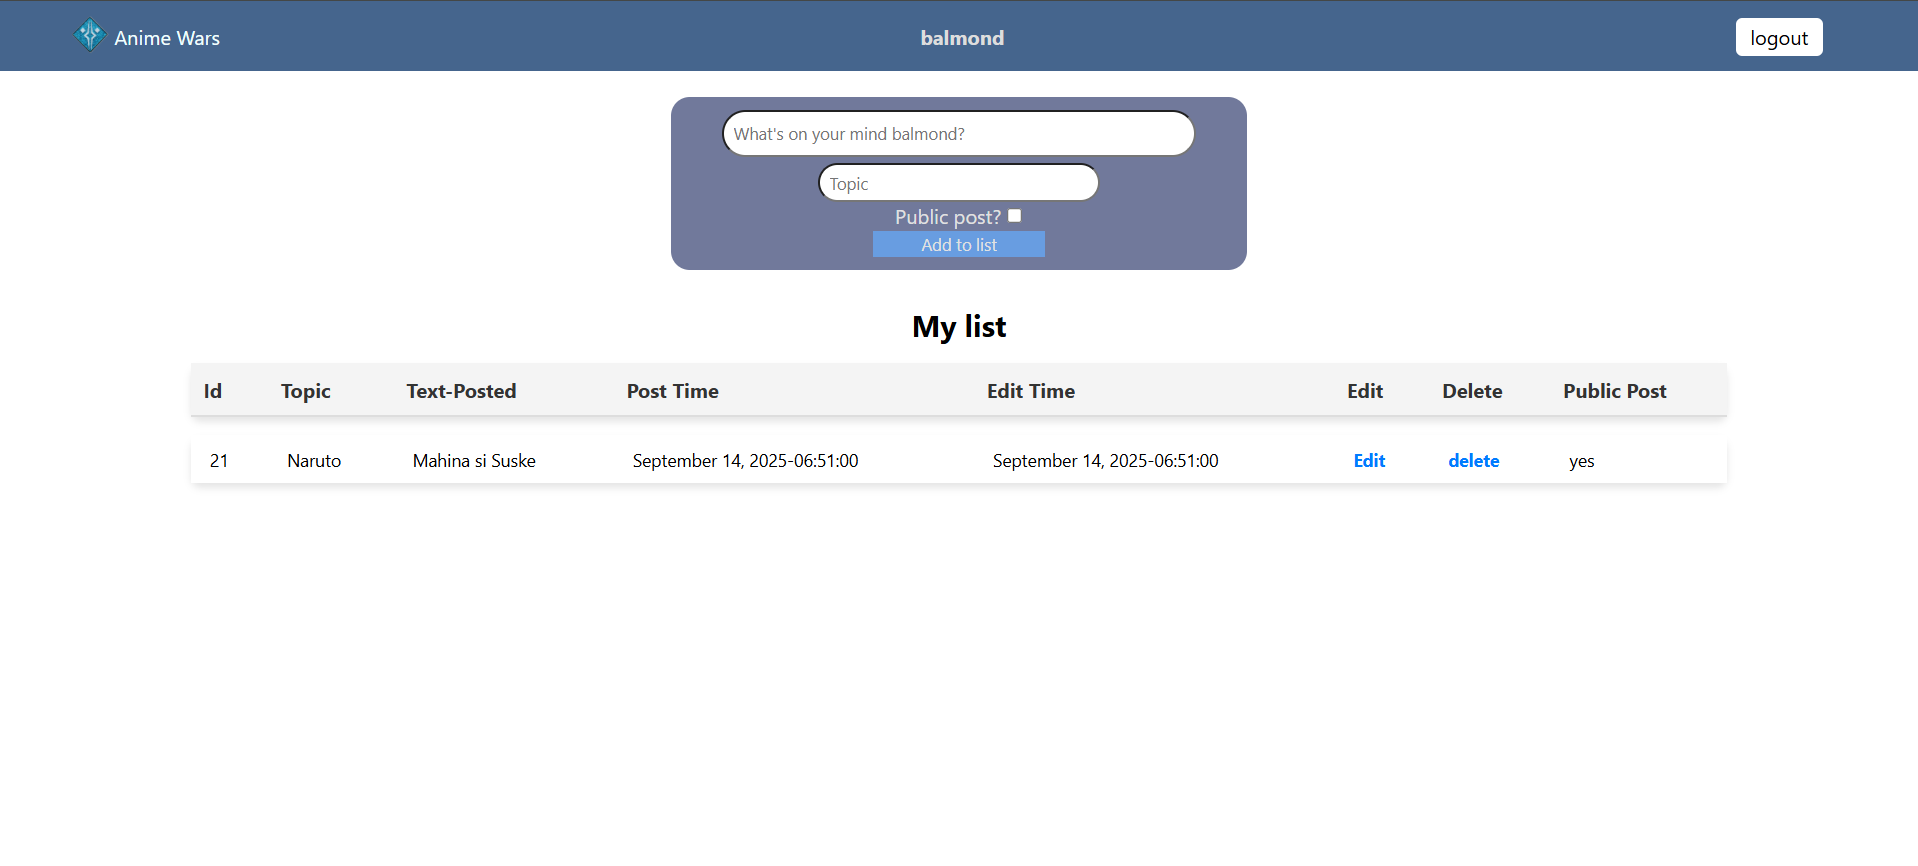 Anime Wars balmond logout
What's on your mind balmond?
Topic
Public post?
Add to list
My list
Id Topic Text-Posted Post Time Edit Time Edit Delete Public Post
21 Naruto Mahina si Suske September 14, 2025-06:51:00 September 14, 2025-06:51:00 Edit delete yes